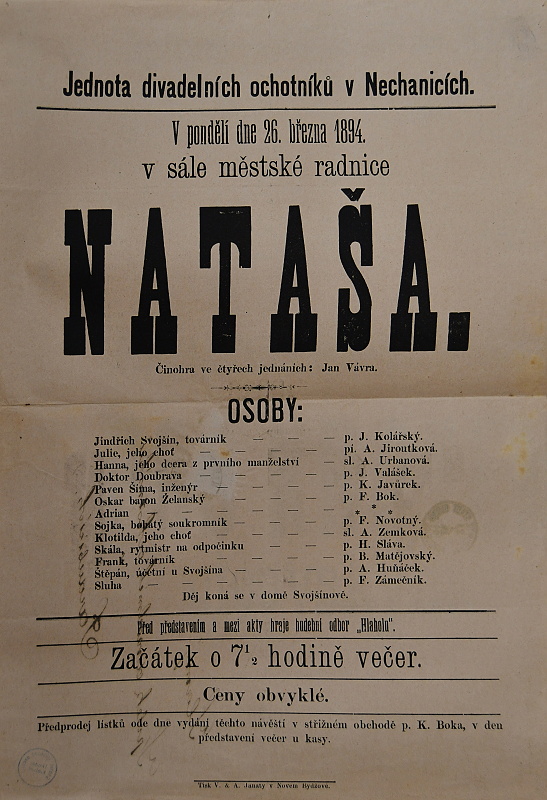 Jednota divadelních ochotníků v Nechanicích.
V pondělí dne 26. března 1894.
v sále městské radnice
NATAŠA.
Činohra ve čtyřech jednáních: Jan Vávra.
OSOBY:
Jindřich Svojšín, továrník — — — — p. J. Kolářský.
Julie, jeho choť — — — — pí. A. Jiroutková.
Hanna, jeho dcera z prvního manželství — — sl. A. Urbanová.
Doktor Doubrava — — — — p. J. Valášek.
Paven Šíma, inženýr — — — — p. K. Javůrek.
Oskar baron Želanský — — — — p. F. Bok.
Adrian — — — — * * *
Sojka, bohatý soukromník — — — — p. F. Novotný.
Klotilda, jeho choť — — — — sl. A. Zemková.
Skála, rytmistr na odpočinku — — — — p. H. Sláva.
Frank, továrník — — — — p. B. Matějovský.
Štěpán, účetní u Svojšína — — — — p. A. Huňáček.
Sluha — — — — p. F. Zámečník.
Děj koná se v domě Svojšínově.
Před představením a mezi akty hraje hudební odbor „Hlaholu".
Začátek o 7 1/2 hodině večer.
Ceny obvyklé.
Předprodej lístků ode dne vydání těchto návěští v střižném obchodě p. K. Boka, v den
představení večer u kasy.
Tisk V. & A. Janaty v Novém Bydžově.